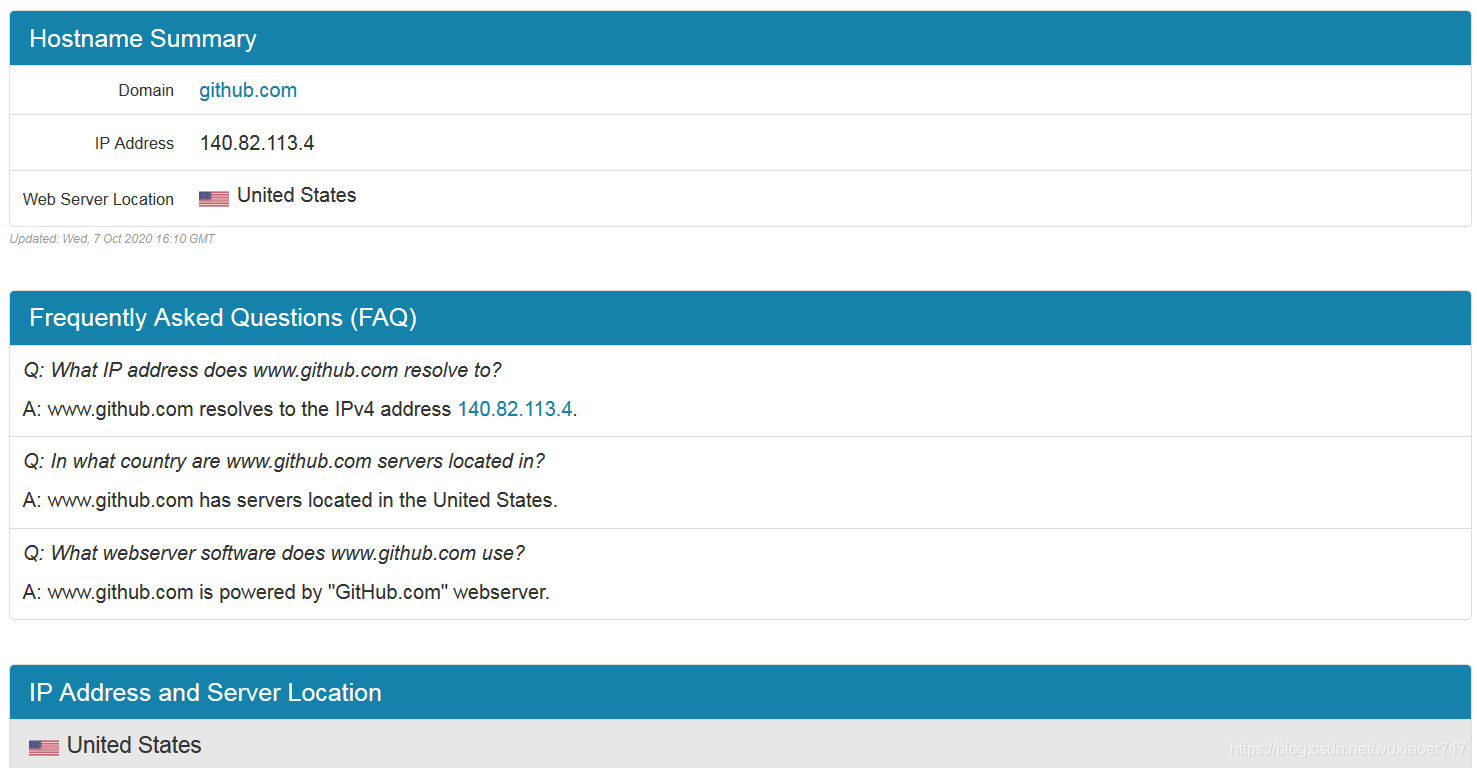 Hostname Summary
Domain github.com
IP Address 140.82.113.4
Web Server Location United States
Updated: Wed, 7 Oct 2020 16:10 GMT
Frequently Asked Questions (FAQ)
Q: What IP address does www.github.com resolve to?
A: www.github.com resolves to the IPv4 address 140.82.113.4.
Q: In what country are www.github.com servers located in?
A: www.github.com has servers located in the United States.
Q: What webserver software does www.github.com use?
A: www.github.com is powered by "GitHub.com" webserver.
IP Address and Server Location
United States
https://blog.csdn.net/wuxiaoer717